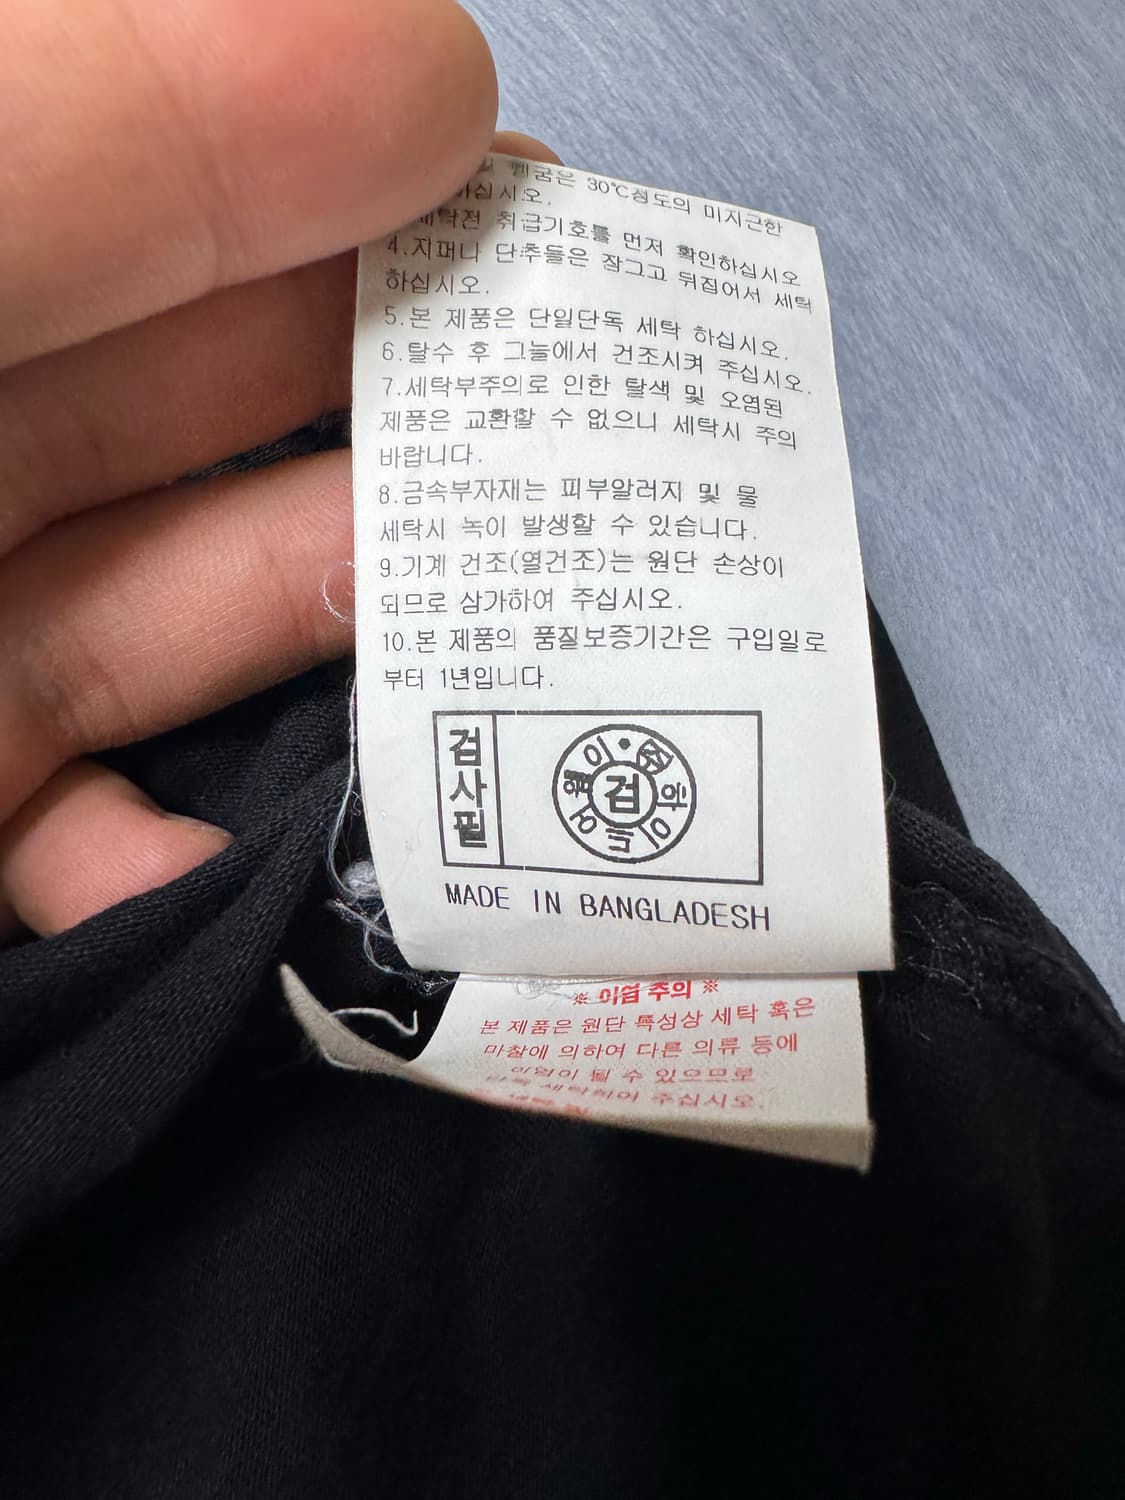 헹굼은 30℃정도의 미지근한
하십시오.
세탁전 취급기호를 먼저 확인하십시오
4.지퍼나 단추들은 잠그고 뒤집어서 세탁
하십시오.
5.본 제품은 단일단독 세탁 하십시오.
6.탈수 후 그늘에서 건조시켜 주십시오.
7.세탁부주의로 인한 탈색 및 오염된
제품은 교환할 수 없으니 세탁시 주의
바랍니다.
8.금속부자재는 피부알러지 및 물
세탁시 녹이 발생할 수 있습니다.
9.기계 건조(열건조)는 원단 손상이
되므로 삼가하여 주십시오.
10.본 제품의 품질보증기간은 구입일로
부터 1년입니다.
검사필
검
MADE IN BANGLADESH
※ 이염 주의 ※
본 제품은 원단 특성상 세탁 혹은
마찰에 의하여 다른 의류 등에
이염이 될 수 있으므로
단독 세탁하여 주십시오.